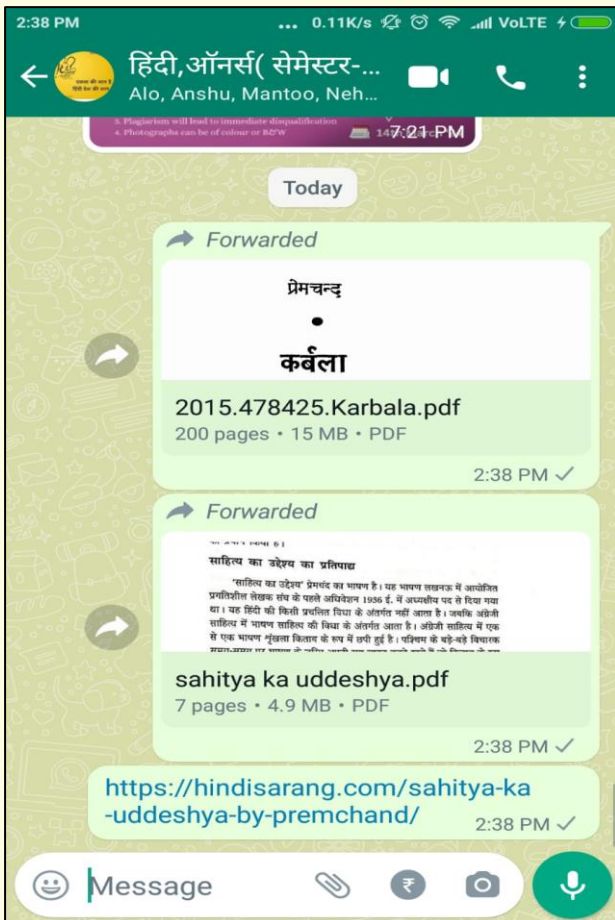 2:38 PM ... 0.11K/s VoLTE
हिंदी,ऑनर्स( सेमेस्टर-...
Alo, Anshu, Mantoo, Neh...
3. Plagiarism will lead to immediate disqualification
4. Photographs can be of colour or B&W
7:21 PM
Today
Forwarded
प्रेमचन्द
•
कर्बला
2015.478425.Karbala.pdf
200 pages • 15 MB • PDF
2:38 PM
Forwarded
साहित्य का उद्देश्य का प्रतिपाद्य
'साहित्य का उद्देश्य' प्रेमचंद का भाषण है। यह भाषण लखनऊ में आयोजित
प्रगतिशील लेखक संघ के पहले अधिवेशन 1936 ई. में अध्यक्षीय पद से दिया गया
था। यह हिंदी की किसी प्रचलित विधा के अंतर्गत नहीं आता है। जबकि अंग्रेजी
साहित्य में भाषण साहित्य की विधा के अंतर्गत आता है। अंग्रेजी साहित्य में एक
से एक भाषण शृंखला किताब के रूप में छपी हुई है। पश्चिम के बड़े-बड़े विचारक
sahitya ka uddeshya.pdf
7 pages • 4.9 MB • PDF
2:38 PM
https://hindisarang.com/sahitya-ka
-uddeshya-by-premchand/
2:38 PM
Message